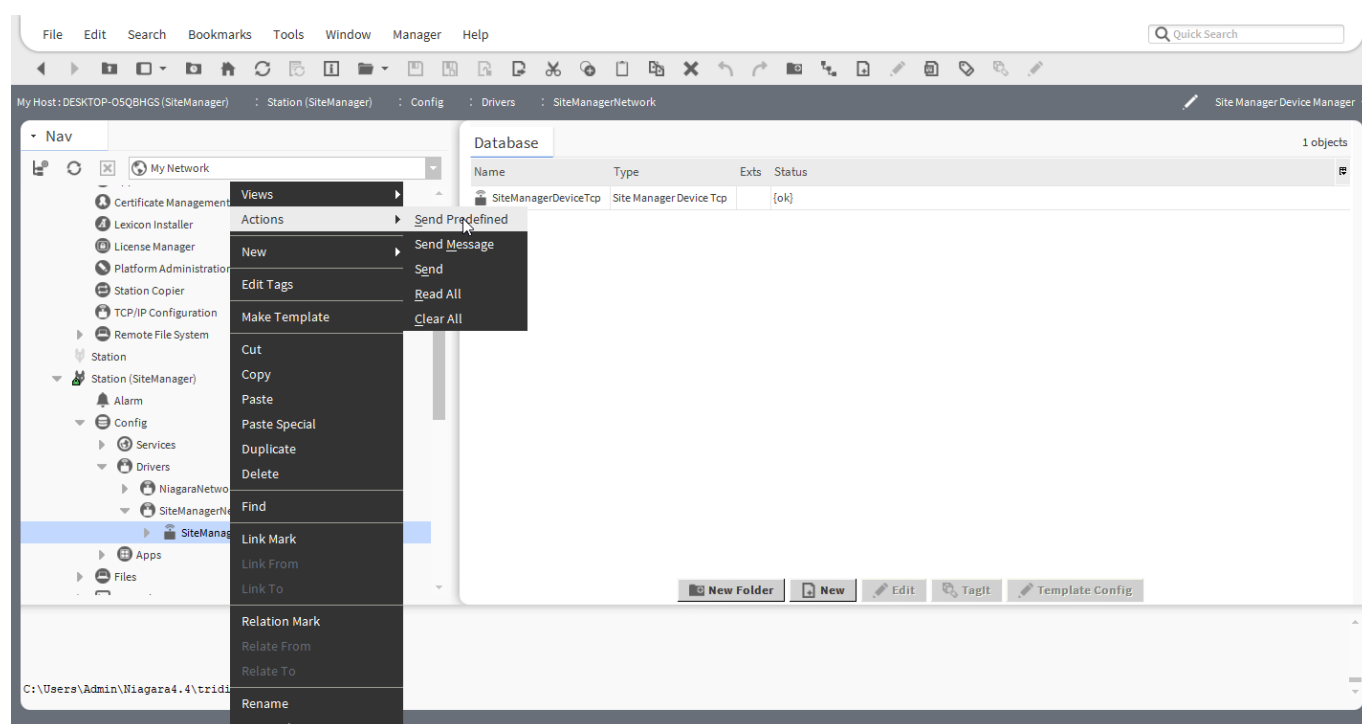 File Edit Search Bookmarks Tools Window Manager Help
Quick Search
My Host : DESKTOP-O5QBHGS (SiteManager) : Station (SiteManager) : Config : Drivers : SiteManagerNetwork
Site Manager Device Manager
Nav
My Network
Certificate Management
Lexicon Installer
License Manager
Platform Administration
Station Copier
TCP/IP Configuration
Remote File System
Station
Station (SiteManager)
Alarm
Config
Services
Drivers
NiagaraNetwo
SiteManagerNe
SiteManag
Apps
Files
Views
Actions
New
Edit Tags
Make Template
Cut
Copy
Paste
Paste Special
Duplicate
Delete
Find
Link Mark
Link From
Link To
Relation Mark
Relate From
Relate To
Rename
Send Predefined
Send Message
Send
Read All
Clear All
Database
1 objects
Name Type Exts Status
SiteManagerDeviceTcp Site Manager Device Tcp {ok}
New Folder New Edit TagIt Template Config
C:\Users\Admin\Niagara4.4\tridi